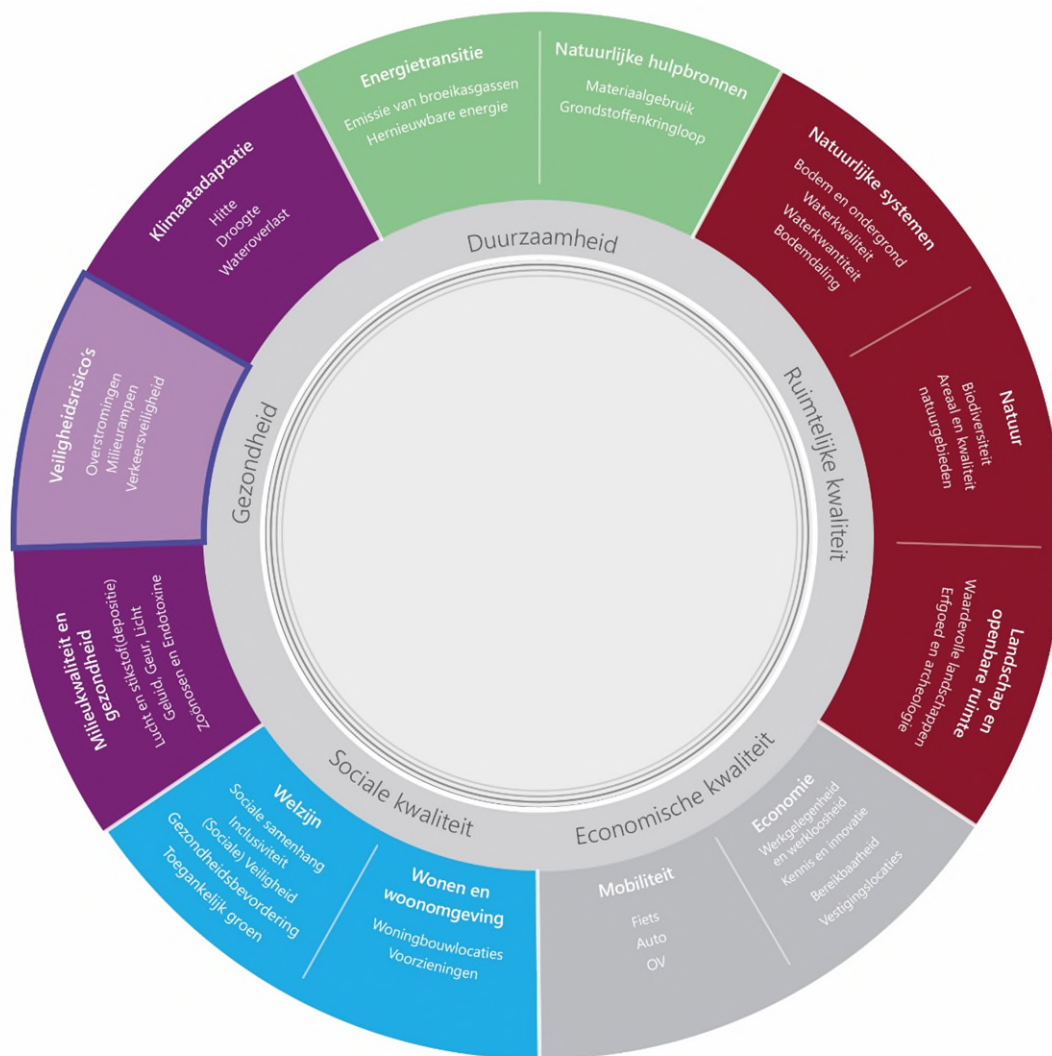 Energietransitie
Emissie van broeikasgassen
Hernieuwbare energie
Natuurlijke hulpbronnen
Materiaalgebruik
Grondstoffenkringloop
Natuurlijke systemen
Bodem en ondergrond
Waterkwaliteit
Waterkwantiteit
Bodemdaling
Natuur
Biodiversiteit
Areaal en kwaliteit
natuurgebieden
Landschap en
openbare ruimte
Waardevolle landschappen
Erfgoed en archeologie
Economie
Werkgelegenheid
en werkloosheid
Kennis en innovatie
Bereikbaarheid
Vestigingslocaties
Mobiliteit
Fiets
Auto
OV
Wonen en
woonomgeving
Woningbouwlocaties
Voorzieningen
Welzijn
Sociale samenhang
Inclusiviteit
(Sociale) Veiligheid
Gezondheidsbevordering
Toegankelijk groen
Milieukwaliteit en
gezondheid
Lucht en stikstof(depositie)
Geluid, Geur, Licht
Zoönosen en Endotoxine
Veiligheidsrisico's
Overstromingen
Milieurampen
Verkeersveiligheid
Klimaatadaptatie
Hitte
Droogte
Wateroverlast
Duurzaamheid
Ruimtelijke kwaliteit
Economische kwaliteit
Sociale kwaliteit
Gezondheid